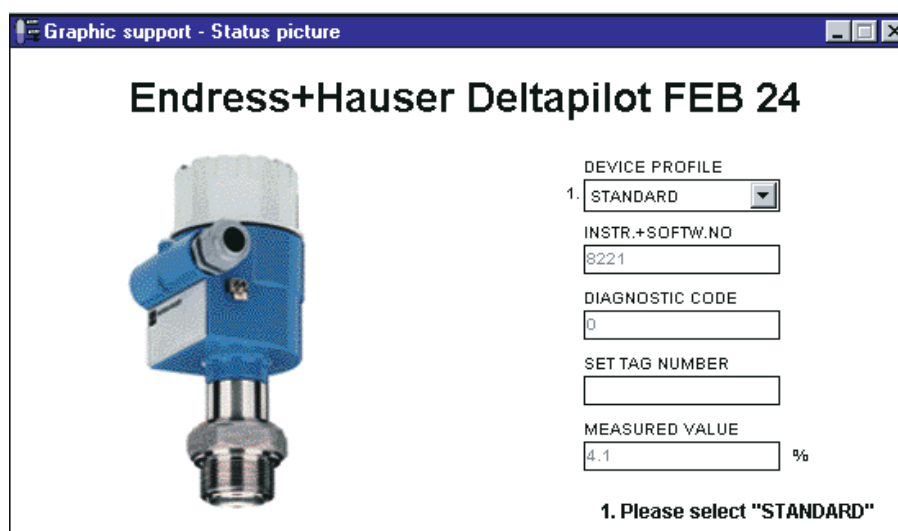 Graphic support - Status picture
Endress+Hauser Deltapilot FEB 24
DEVICE PROFILE
1. STANDARD
INSTR.+SOFTW.NO
8221
DIAGNOSTIC CODE
0
SET TAG NUMBER
MEASURED VALUE
4.1 %
1. Please select "STANDARD"